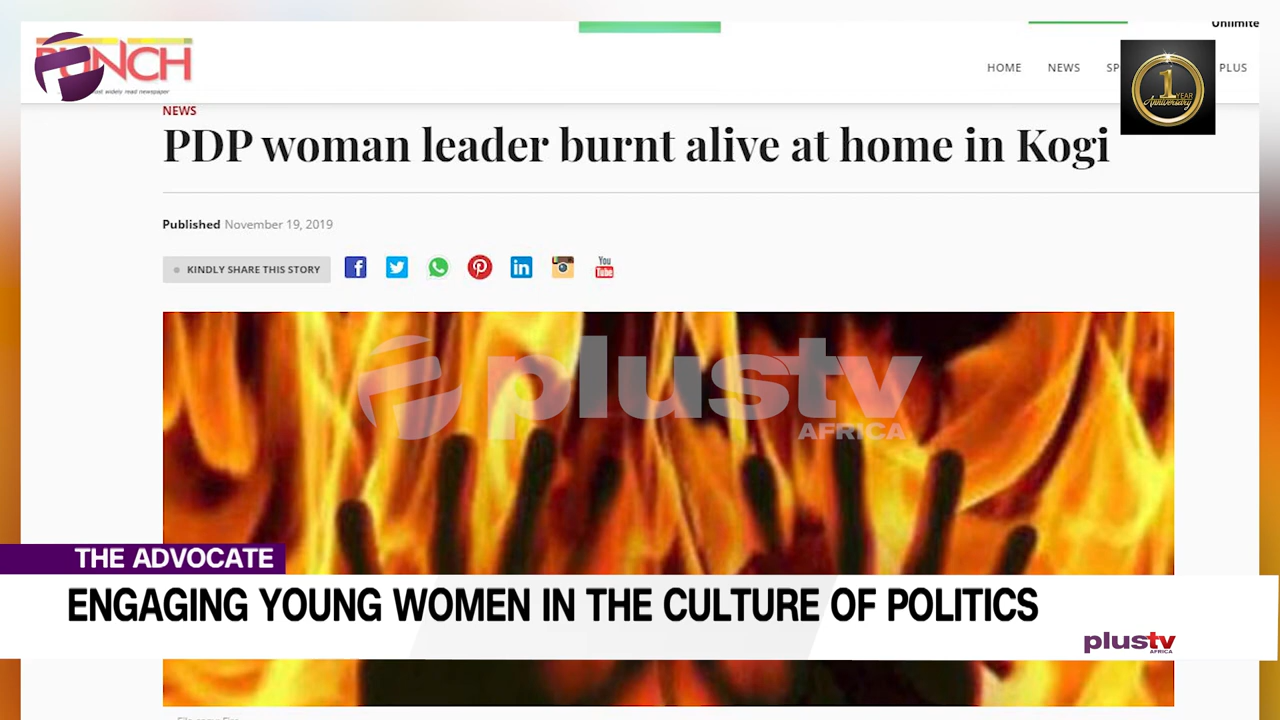 Unlimite
PUNCH
HOME NEWS SP PLUS
1 YEAR
Anniversary
NEWS
PDP woman leader burnt alive at home in Kogi
Published November 19, 2019
KINDLY SHARE THIS STORY
You
Tube
plustv
AFRICA
THE ADVOCATE
ENGAGING YOUNG WOMEN IN THE CULTURE OF POLITICS
plustv
AFRICA